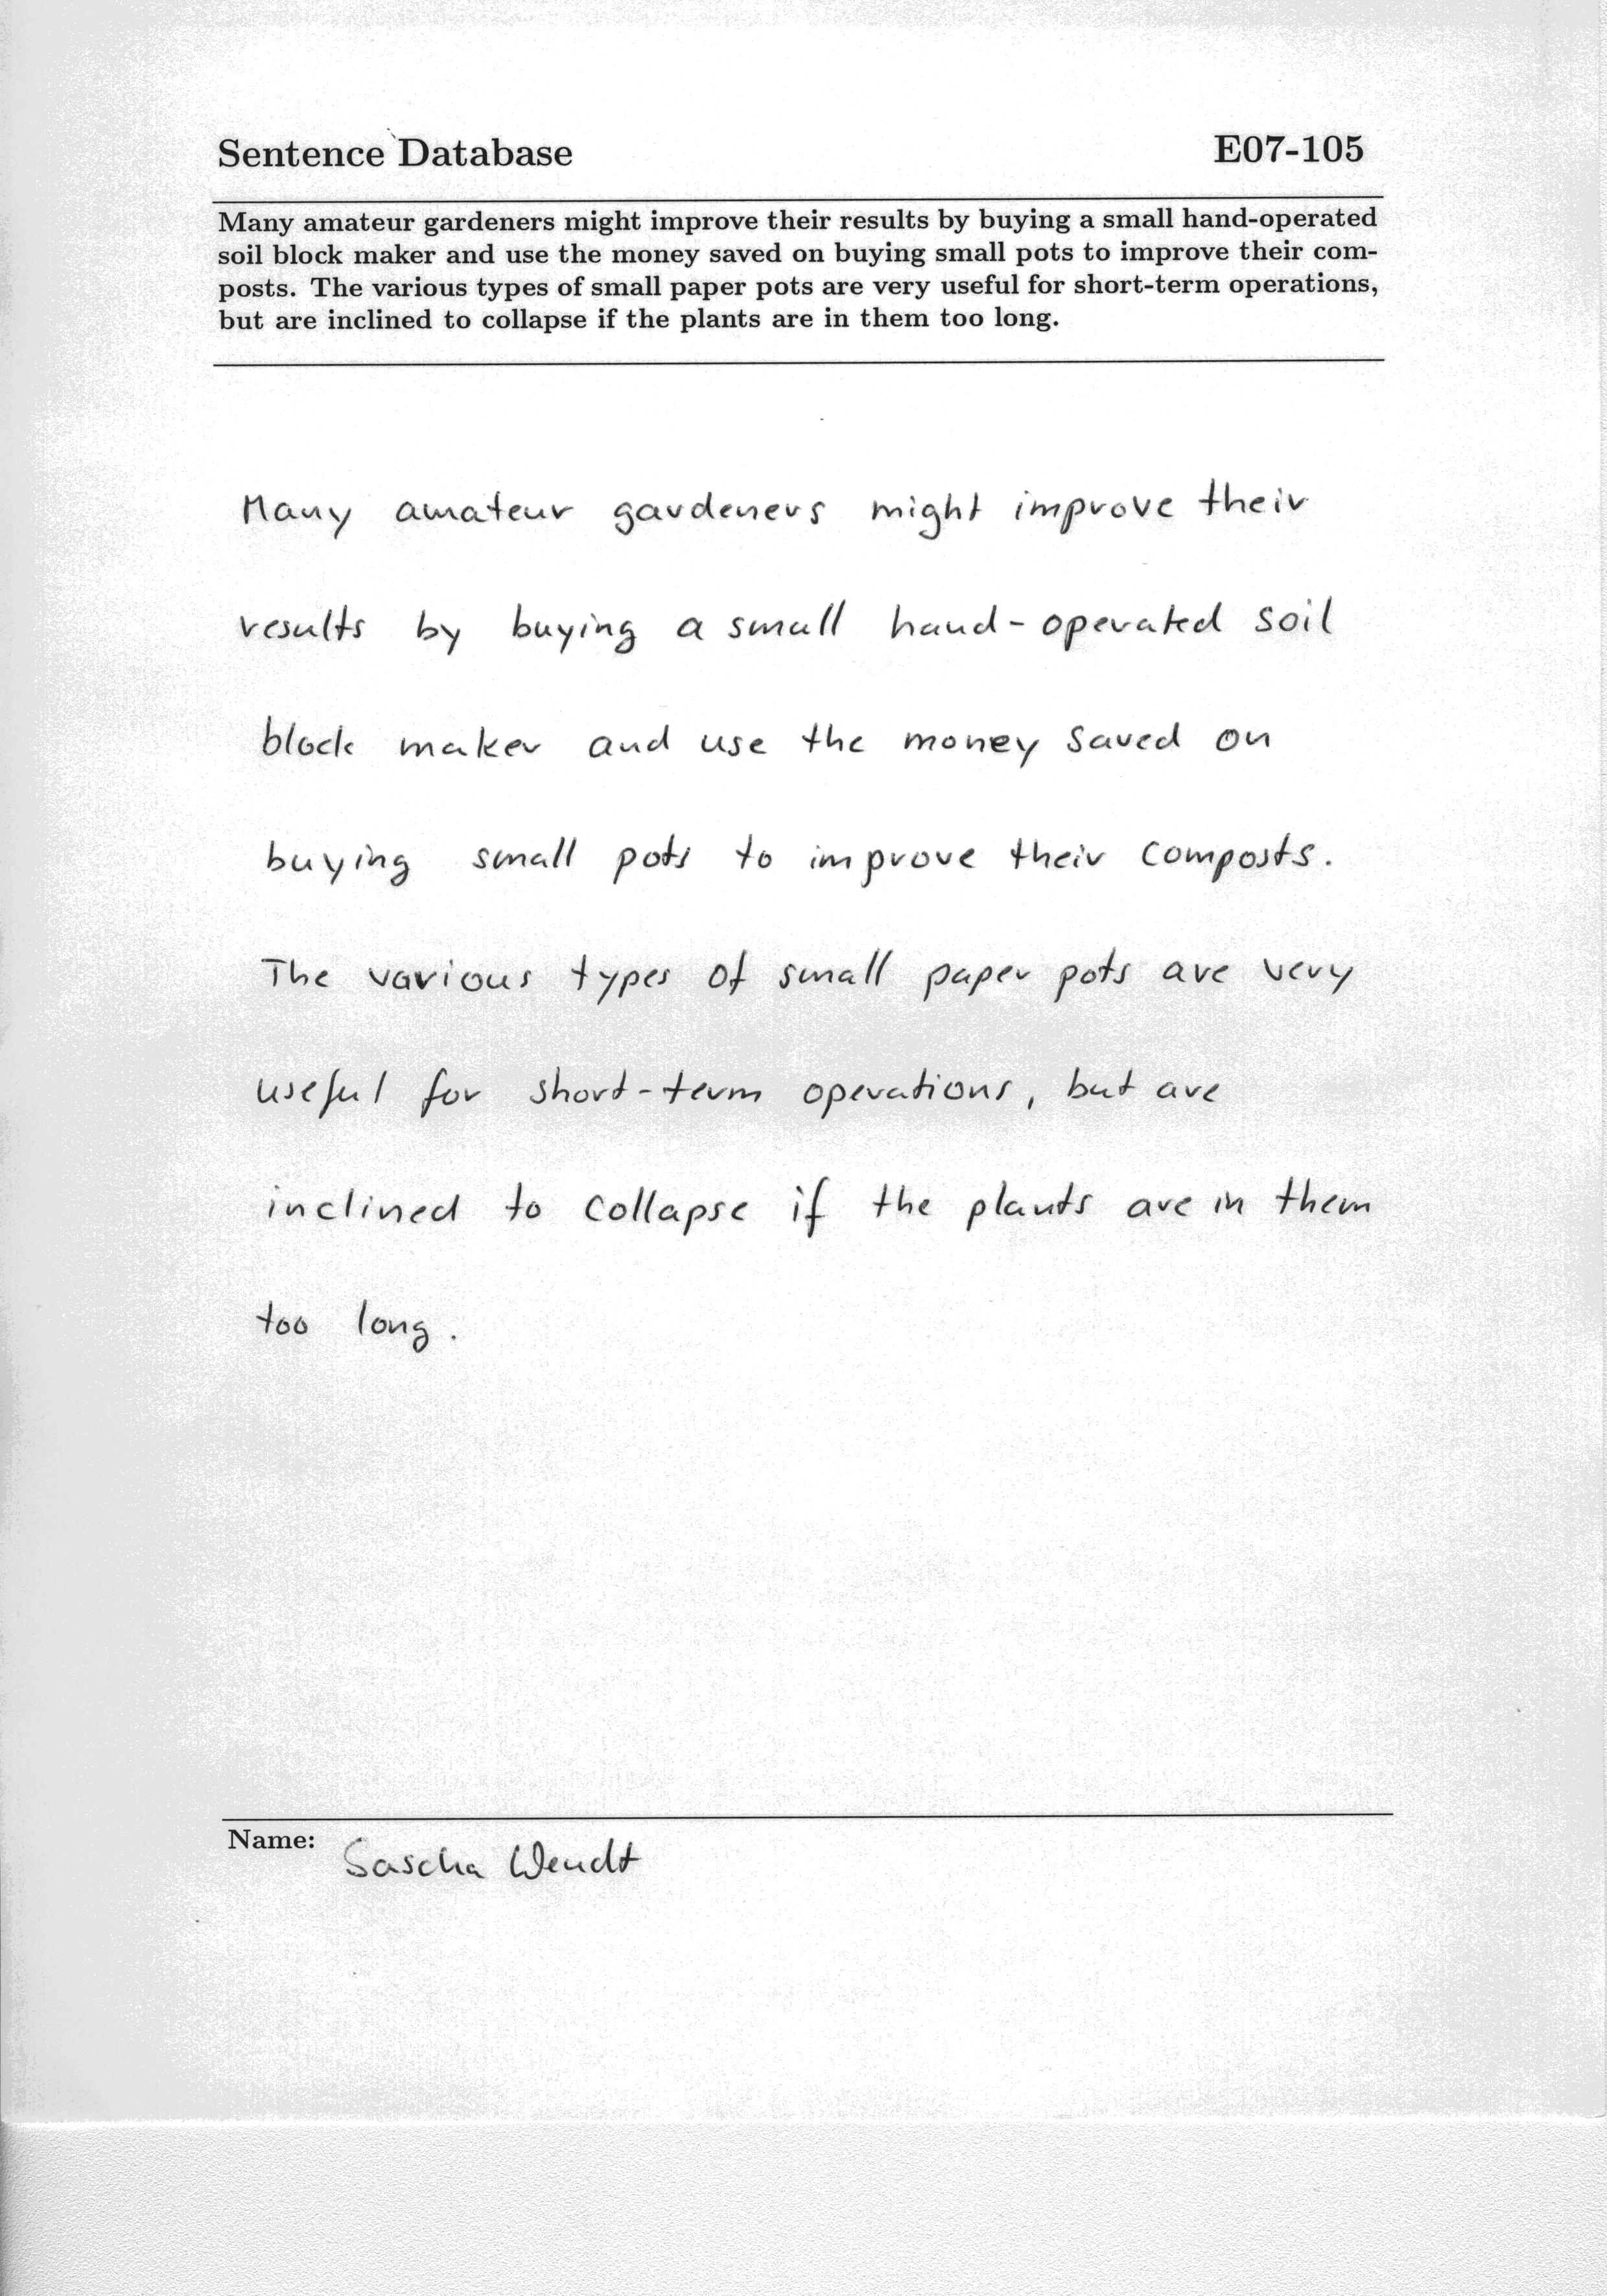 Sentence Database E07-105
Many amateur gardeners might improve their results by buying a small hand-operated
soil block maker and use the money saved on buying small pots to improve their com-
posts. The various types of small paper pots are very useful for short-term operations,
but are inclined to collapse if the plants are in them too long.
Many amateur gardeners might improve their
results by buying a small hand-operated soil
block maker and use the money saved on
buying small pots to improve their composts.
The various types of small paper pots are very
useful for short-term operations, but are
inclined to collapse if the plants are in them
too long.
Name: Sascha Wendt